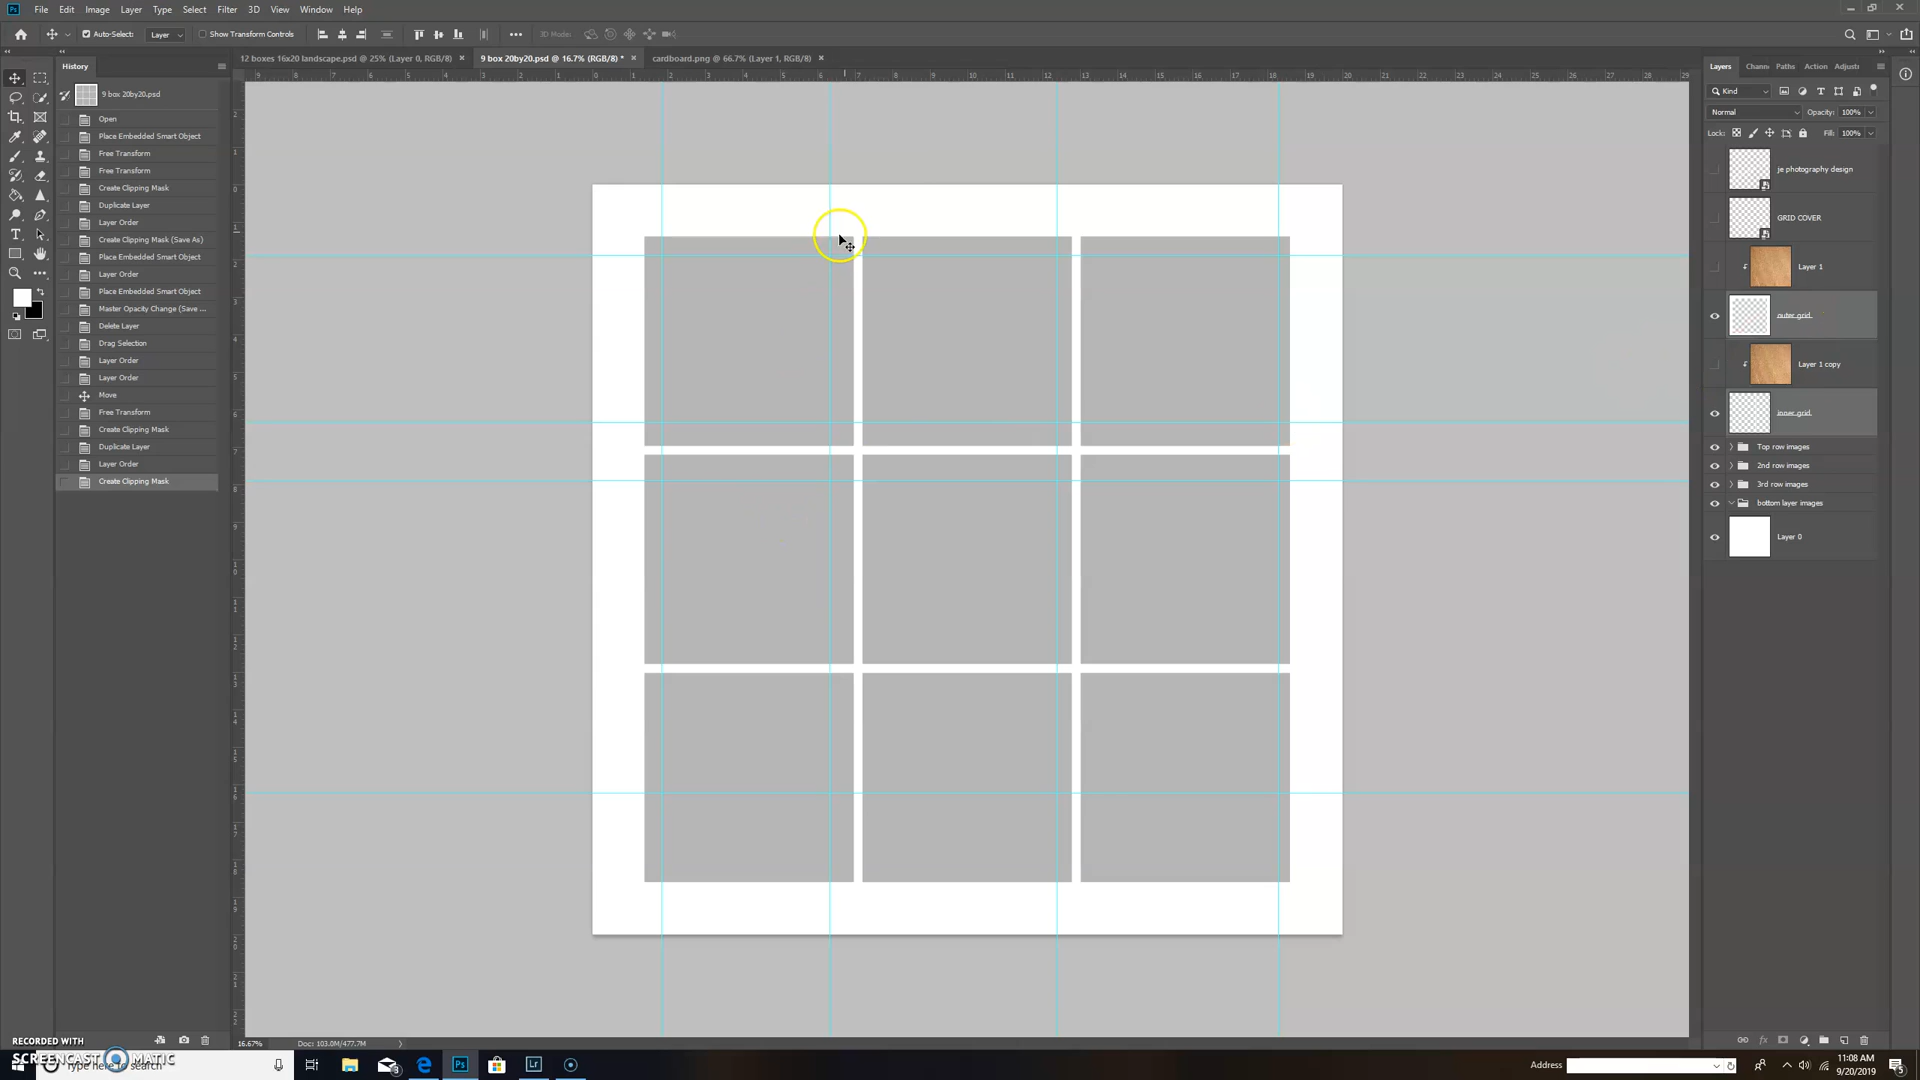 Ps File Edit Image Layer Type Select Filter 3D View Window Help
Auto-Select: Layer Show Transform Controls 3D Mode:
12 boxes 16x20 landscape.psd @ 25% (Layer 0, RGB/8) × 9 box 20by20.psd @ 16.7% (RGB/8) * × cardboard.png @ 66.7% (Layer 1, RGB/8) ×
History
9 box 20by20.psd
Open
Place Embedded Smart Object
Free Transform
Free Transform
Create Clipping Mask
Duplicate Layer
Layer Order
Create Clipping Mask (Save As)
Place Embedded Smart Object
Layer Order
Place Embedded Smart Object
Master Opacity Change (Save ...
Delete Layer
Drag Selection
Layer Order
Layer Order
Move
Free Transform
Create Clipping Mask
Duplicate Layer
Layer Order
Create Clipping Mask
Layers Chann Paths Action Adjust
Kind
Normal Opacity: 100%
Lock: Fill: 100%
je photography design
GRID COVER
Layer 1
outer grid
Layer 1 copy
inner grid
Top row images
2nd row images
3rd row images
bottom layer images
Layer 0
16.67% Doc: 103.0M/477.7M
RECORDED WITH
SCREENCAST MATIC
Type here to search
Address
11:08 AM
9/20/2019